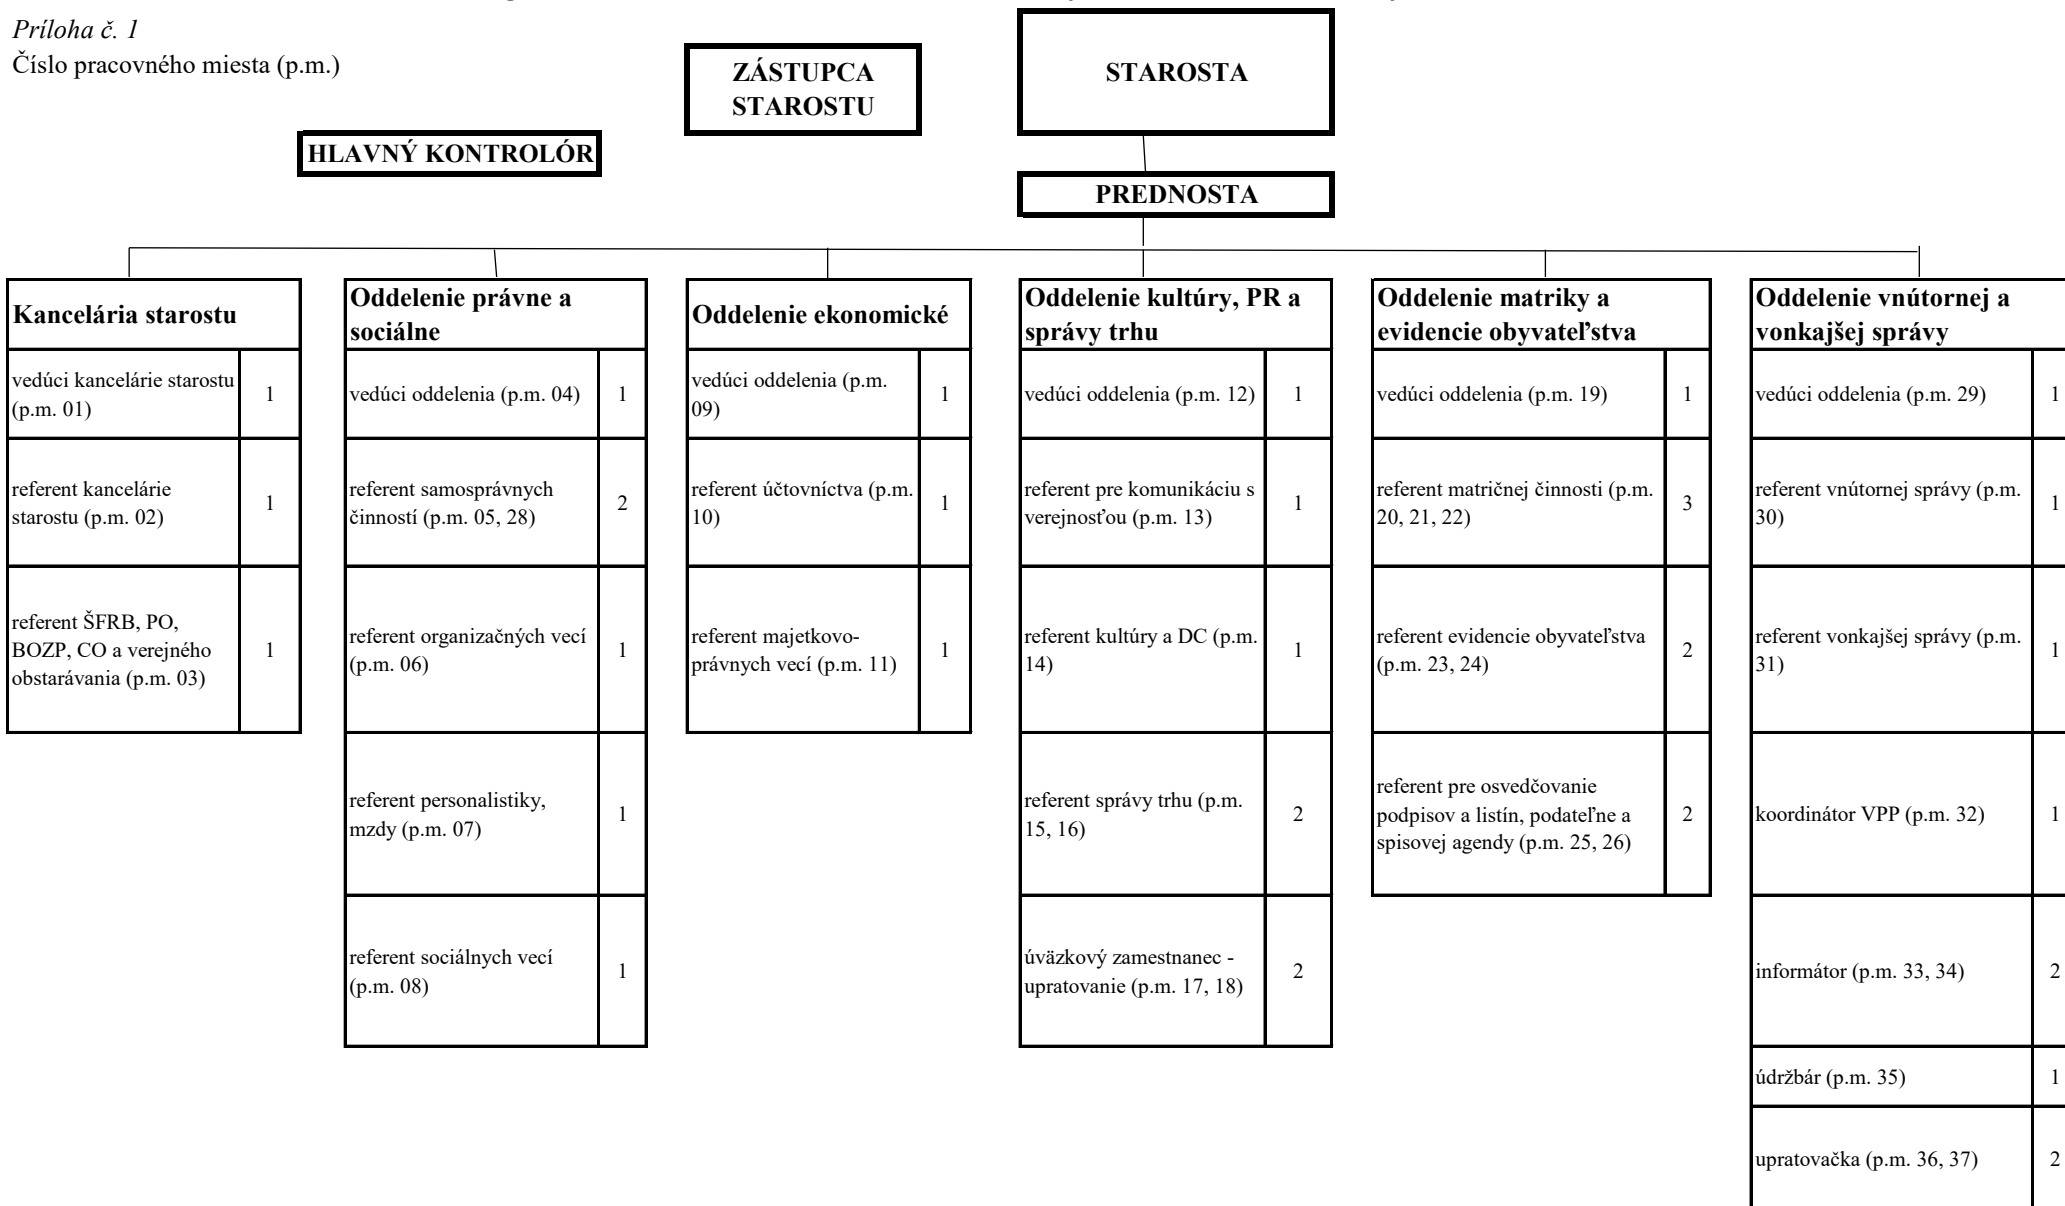 Príloha č. 1
Číslo pracovného miesta (p.m.)
ZÁSTUPCA
STAROSTU
STAROSTA
HLAVNÝ KONTROLÓR
PREDNOSTA
Kancelária starostu
vedúci kancelárie starostu
(p.m. 01)
1
referent kancelárie
starostu (p.m. 02)
1
referent ŠFRB, PO,
BOZP, CO a verejného
obstarávania (p.m. 03)
1
Oddelenie právne a
sociálne
vedúci oddelenia (p.m. 04)
1
referent samosprávnych
činností (p.m. 05, 28)
2
referent organizačných vecí
(p.m. 06)
1
referent personalistiky,
mzdy (p.m. 07)
1
referent sociálnych vecí
(p.m. 08)
1
Oddelenie ekonomické
vedúci oddelenia (p.m.
09)
1
referent účtovníctva (p.m.
10)
1
referent majetkovo-
právnych vecí (p.m. 11)
1
Oddelenie kultúry, PR a
správy trhu
vedúci oddelenia (p.m. 12)
1
referent pre komunikáciu s
verejnosťou (p.m. 13)
1
referent kultúry a DC (p.m.
14)
1
referent správy trhu (p.m.
15, 16)
2
úväzkový zamestnanec -
upratovanie (p.m. 17, 18)
2
Oddelenie matriky a
evidencie obyvateľstva
vedúci oddelenia (p.m. 19)
1
referent matričnej činnosti (p.m.
20, 21, 22)
3
referent evidencie obyvateľstva
(p.m. 23, 24)
2
referent pre osvedčovanie
podpisov a listín, podateľne a
spisovej agendy (p.m. 25, 26)
2
Oddelenie vnútornej a
vonkajšej správy
vedúci oddelenia (p.m. 29)
1
referent vnútornej správy (p.m.
30)
1
referent vonkajšej správy (p.m.
31)
1
koordinátor VPP (p.m. 32)
1
informátor (p.m. 33, 34)
2
údržbár (p.m. 35)
1
upratovačka (p.m. 36, 37)
2